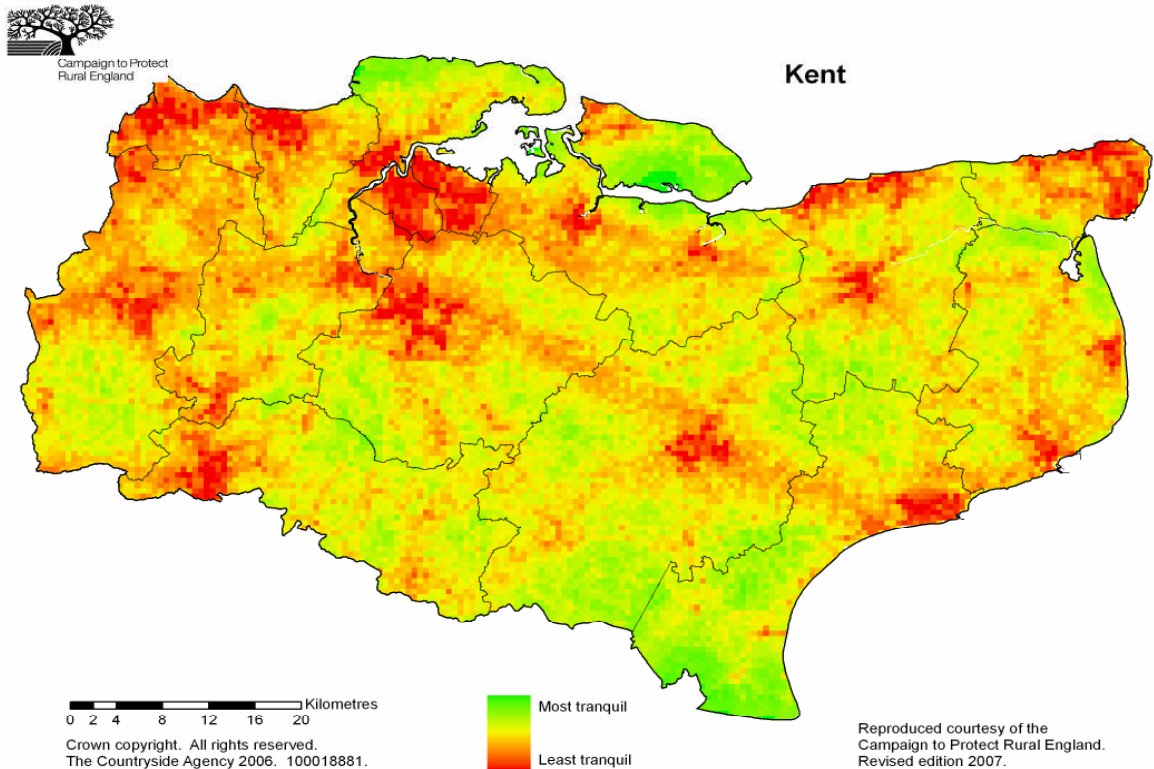 Campaign to Protect
Rural England
Kent
Kilometres
0 2 4 8 12 16 20
Crown copyright. All rights reserved.
The Countryside Agency 2006. 100018881.
Most tranquil
Least tranquil
Reproduced courtesy of the
Campaign to Protect Rural England.
Revised edition 2007.